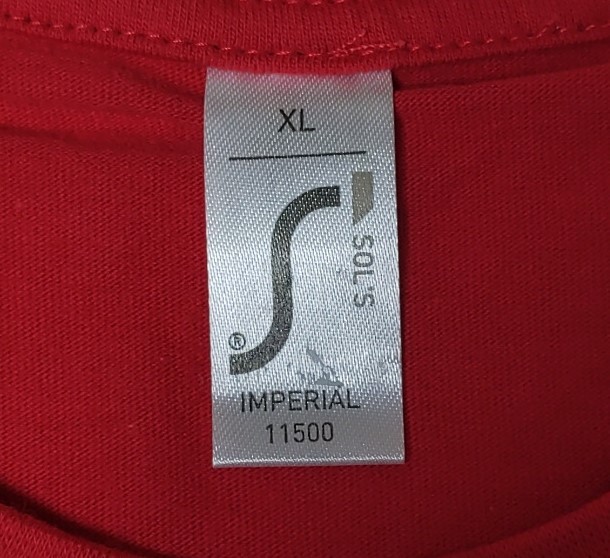 XL
SOL'S
®
IMPERIAL
11500